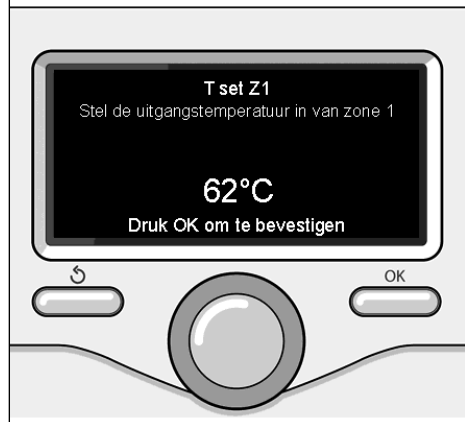 T set Z1
Stel de uitgangstemperatuur in van zone 1
62°C
Druk OK om te bevestigen
OK